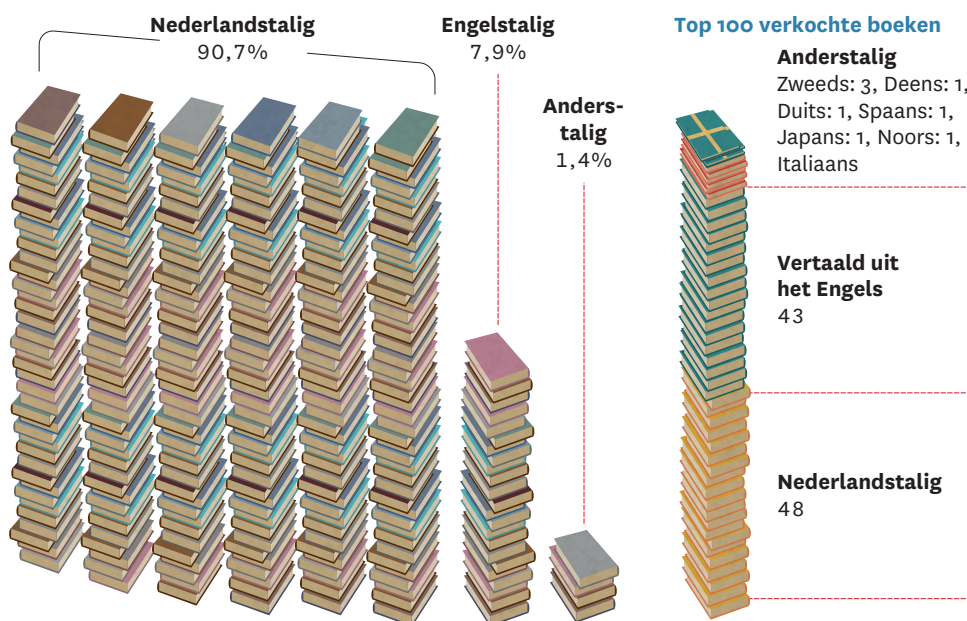 Nederlandstalig
90,7%
Engelstalig
7,9%
Anders-
talig
1,4%
Top 100 verkochte boeken
Anderstalig
Zweeds: 3, Deens: 1,
Duits: 1, Spaans: 1,
Japans: 1, Noors: 1,
Italiaans
Vertaald uit
het Engels
43
Nederlandstalig
48